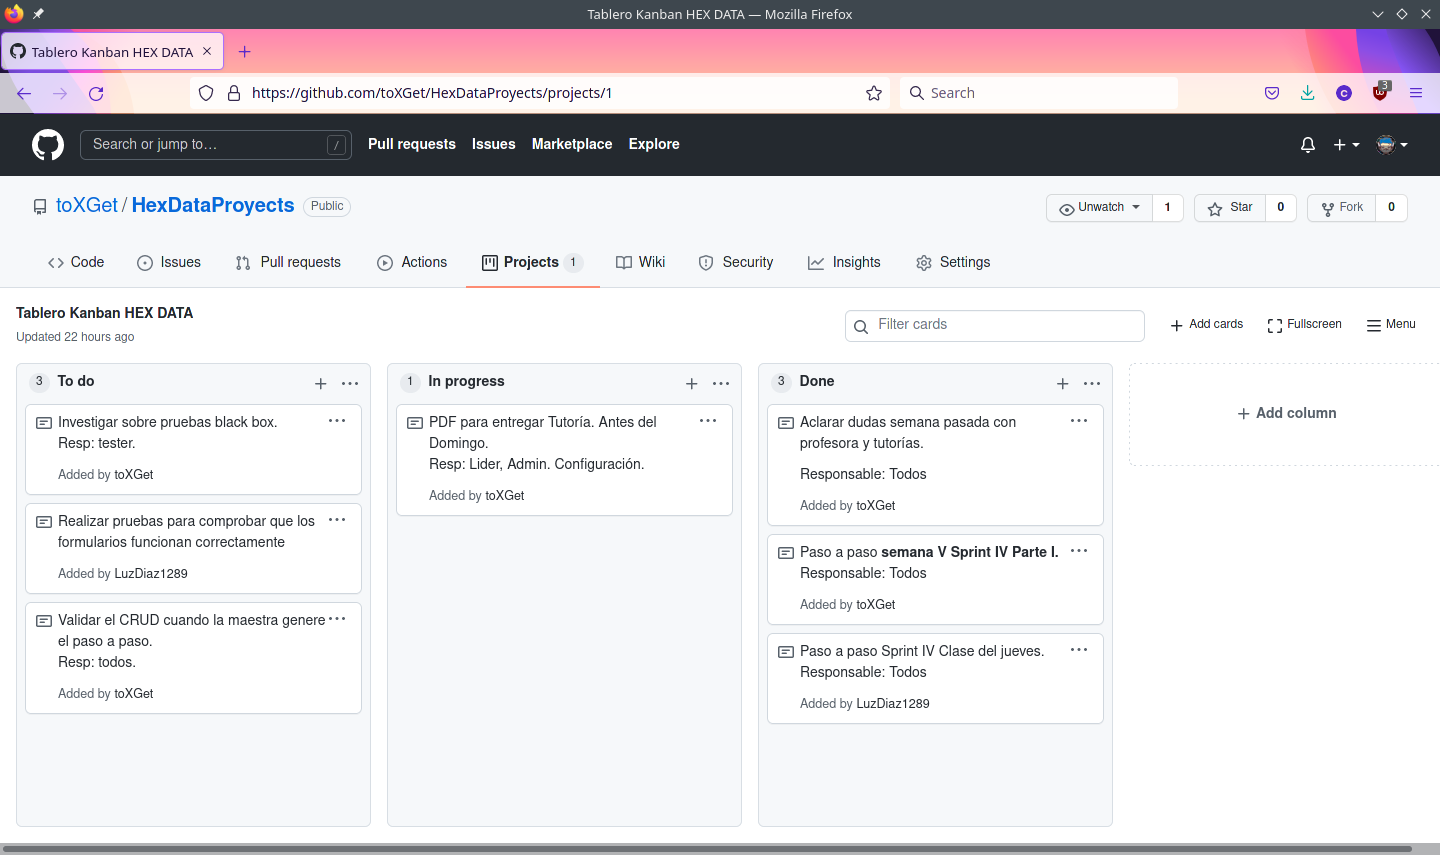 Tablero Kanban HEX DATA — Mozilla Firefox
Tablero Kanban HEX DATA
https://github.com/toXGet/HexDataProyects/projects/1
Search
C
3
Search or jump to…
/
Pull requests
Issues
Marketplace
Explore
toXGet / HexDataProyects
Public
Unwatch 1
Star 0
Fork 0
Code
Issues
Pull requests
Actions
Projects 1
Wiki
Security
Insights
Settings
Tablero Kanban HEX DATA
Updated 22 hours ago
Filter cards
Add cards
Fullscreen
Menu
3 To do
Investigar sobre pruebas black box.
Resp: tester.
Added by toXGet
Realizar pruebas para comprobar que los
formularios funcionan correctamente
Added by LuzDiaz1289
Validar el CRUD cuando la maestra genere
el paso a paso.
Resp: todos.
Added by toXGet
1 In progress
PDF para entregar Tutoría. Antes del
Domingo.
Resp: Lider, Admin. Configuración.
Added by toXGet
3 Done
Aclarar dudas semana pasada con
profesora y tutorías.
Responsable: Todos
Added by toXGet
Paso a paso semana V Sprint IV Parte I.
Responsable: Todos
Added by toXGet
Paso a paso Sprint IV Clase del jueves.
Responsable: Todos
Added by LuzDiaz1289
Add column